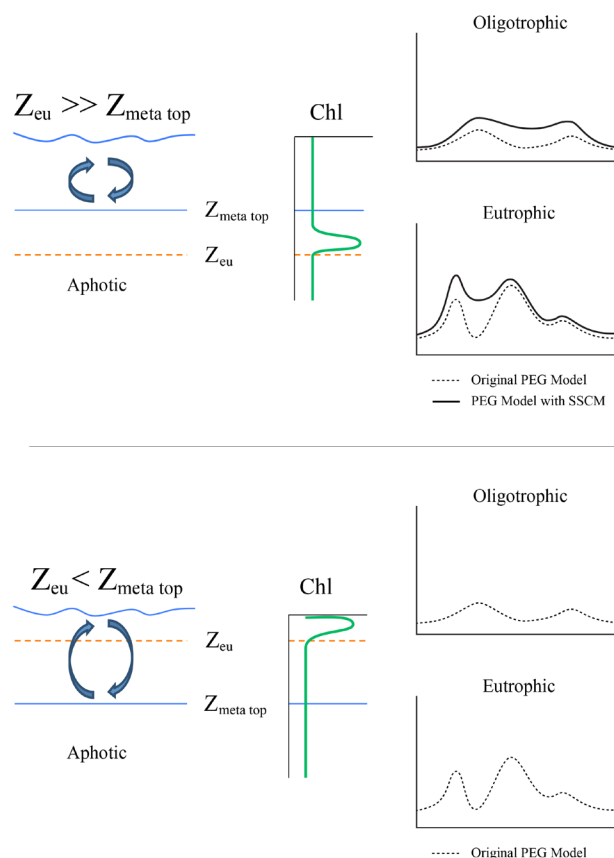 Oligotrophic
Zeu >> Zmeta top
Chl
Zmeta top
Zeu
Aphotic
Eutrophic
Original PEG Model
PEG Model with SSCM
Oligotrophic
Zeu < Zmeta top
Chl
Zeu
Zmeta top
Aphotic
Eutrophic
Original PEG Model